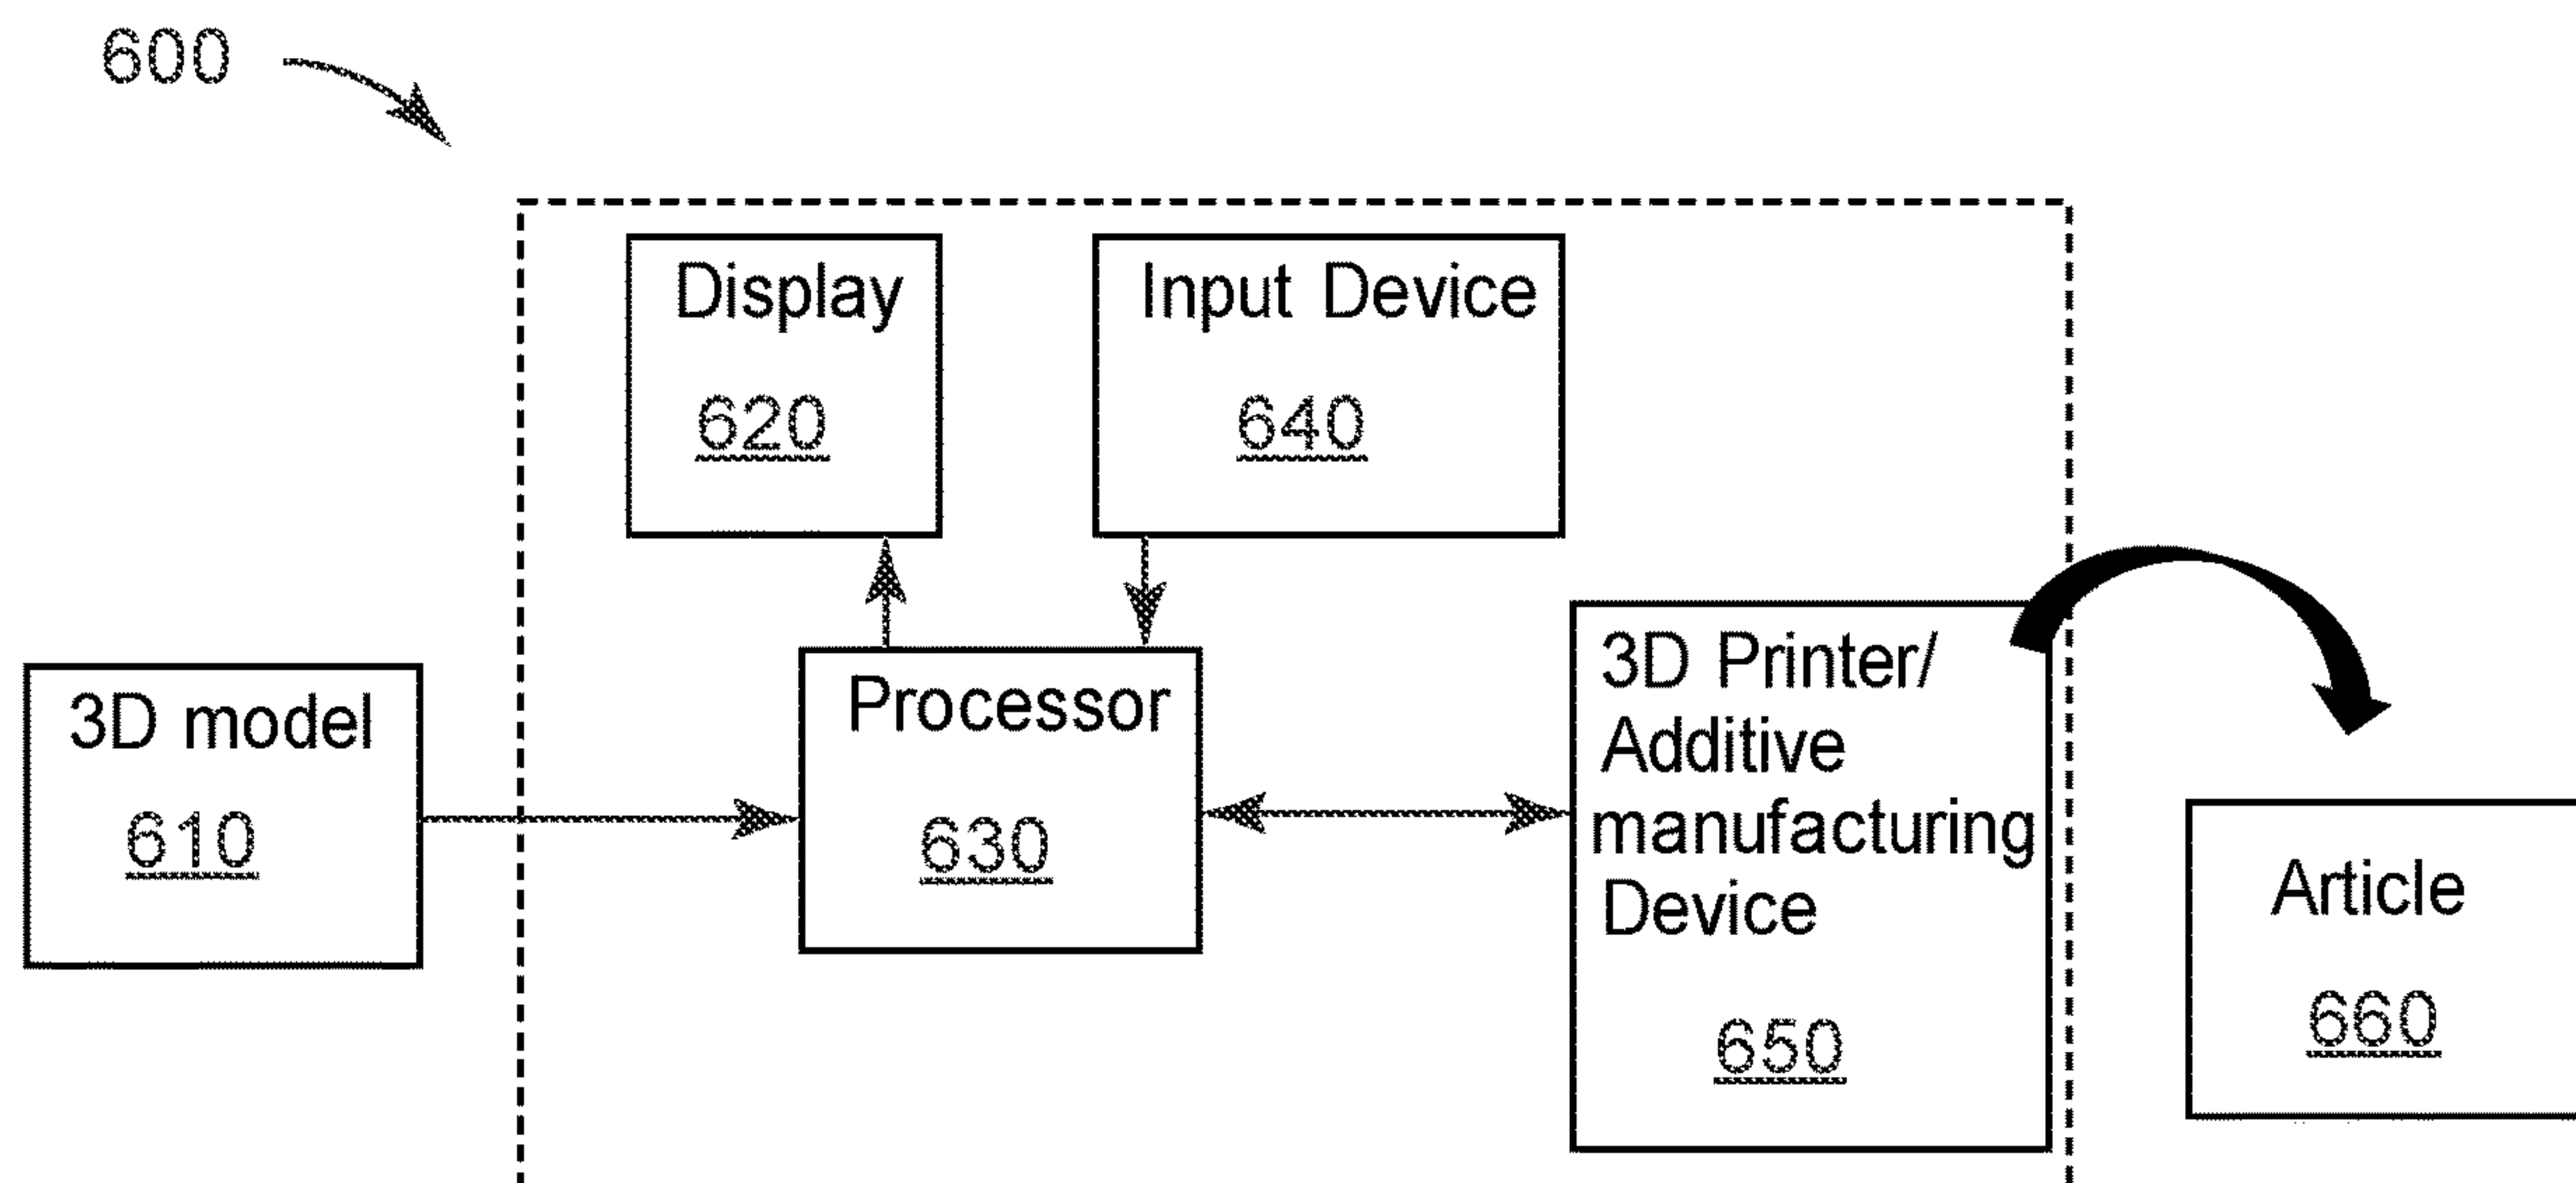 600
Display
620
Input Device
640
3D model
610
Processor
630
3D Printer/
Additive
manufacturing
Device
650
Article
660